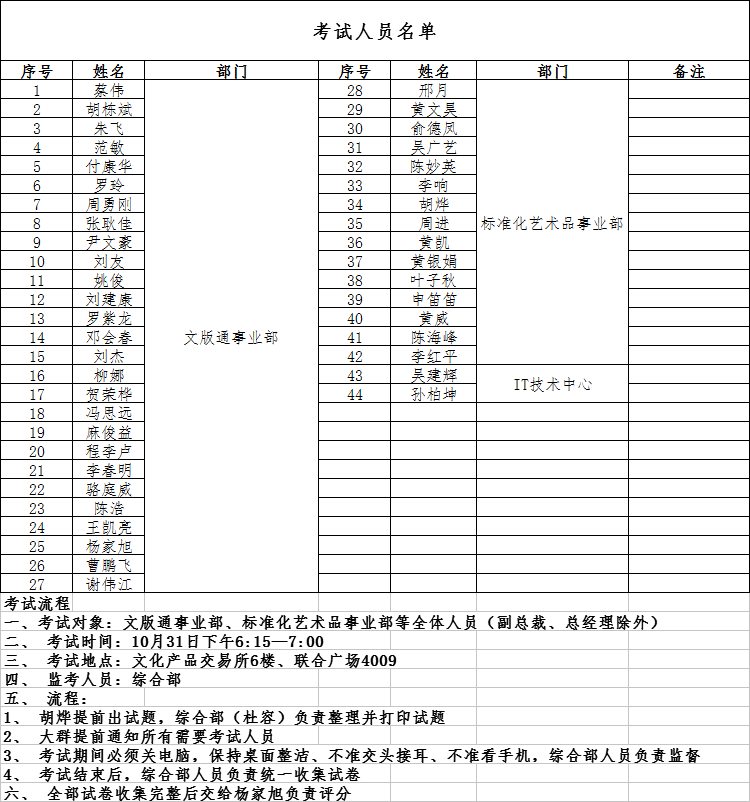 考试人员名单
序号 姓名 部门 序号 姓名 部门 备注
1 蔡伟 文版通事业部 28 邢月 标准化艺术品事业部
2 胡栋斌 29 黄文昊
3 朱飞 30 俞德凤
4 范敏 31 吴广艺
5 付康华 32 陈妙英
6 罗玲 33 李响
7 周勇刚 34 胡烨
8 张耿佳 35 周进
9 尹文豪 36 黄凯
10 刘友 37 黄银娟
11 姚俊 38 叶子秋
12 刘建康 39 申笛笛
13 罗紫龙 40 黄威
14 邓会春 41 陈海峰
15 刘杰 42 李红平
16 柳娜 43 吴建辉 IT技术中心
17 贺荣桦 44 孙柏坤
18 冯思远
19 麻俊益
20 程李卢
21 李春明
22 骆庭威
23 陈浩
24 王凯亮
25 杨家旭
26 曹鹏飞
27 谢伟江
考试流程
一、考试对象：文版通事业部、标准化艺术品事业部等全体人员（副总裁、总经理除外）
二、 考试时间：10月31日下午6:15—7:00
三、 考试地点：文化产品交易所6楼、联合广场4009
四、 监考人员：综合部
五、 流程：
1、 胡烨提前出试题，综合部（杜容）负责整理并打印试题
2、 大群提前通知所有需要考试人员
3、 考试期间必须关电脑，保持桌面整洁、不准交头接耳、不准看手机，综合部人员负责监督
4、 考试结束后，综合部人员负责统一收集试卷
六、 全部试卷收集完整后交给杨家旭负责评分